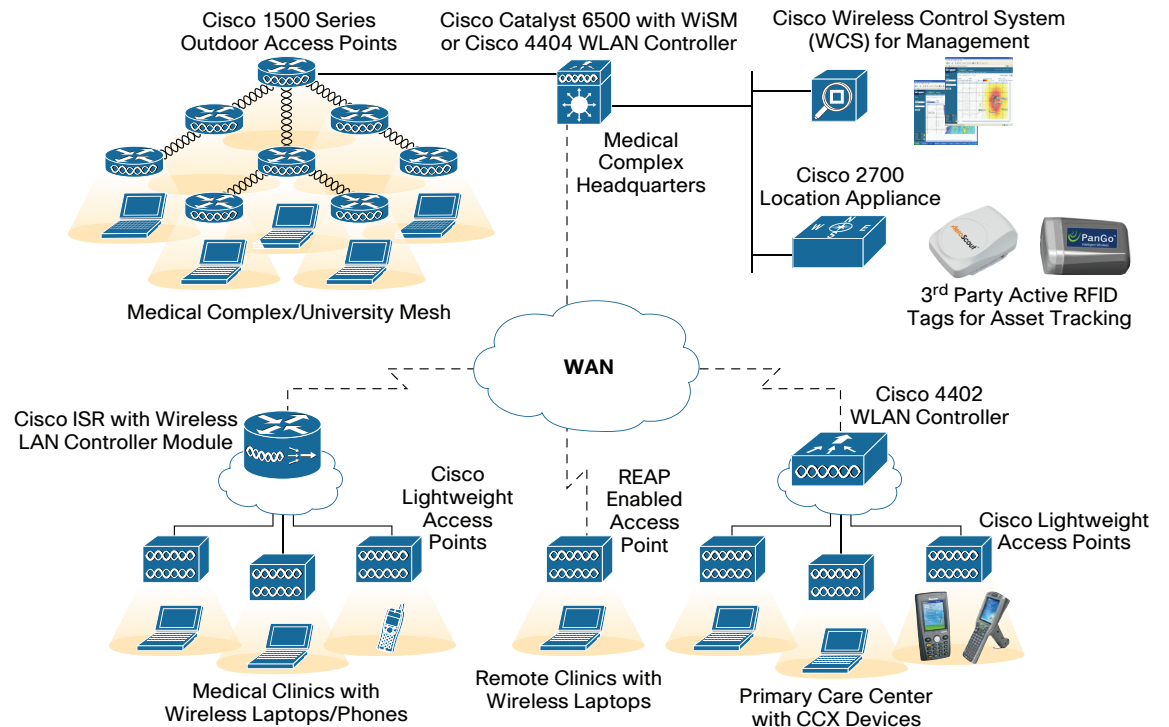 Cisco 1500 Series
Outdoor Access Points
Cisco Catalyst 6500 with WiSM
or Cisco 4404 WLAN Controller
Cisco Wireless Control System
(WCS) for Management
Medical
Complex
Headquarters
Cisco 2700
Location Appliance
N
W
E
S
AeroScout
PanGo
Medical Complex/University Mesh
3rd Party Active RFID
Tags for Asset Tracking
WAN
Cisco ISR with Wireless
LAN Controller Module
Cisco 4402
WLAN Controller
Cisco
Lightweight
Access
Points
REAP
Enabled
Access
Point
Cisco Lightweight
Access Points
Medical Clinics with
Wireless Laptops/Phones
Remote Clinics with
Wireless Laptops
Primary Care Center
with CCX Devices